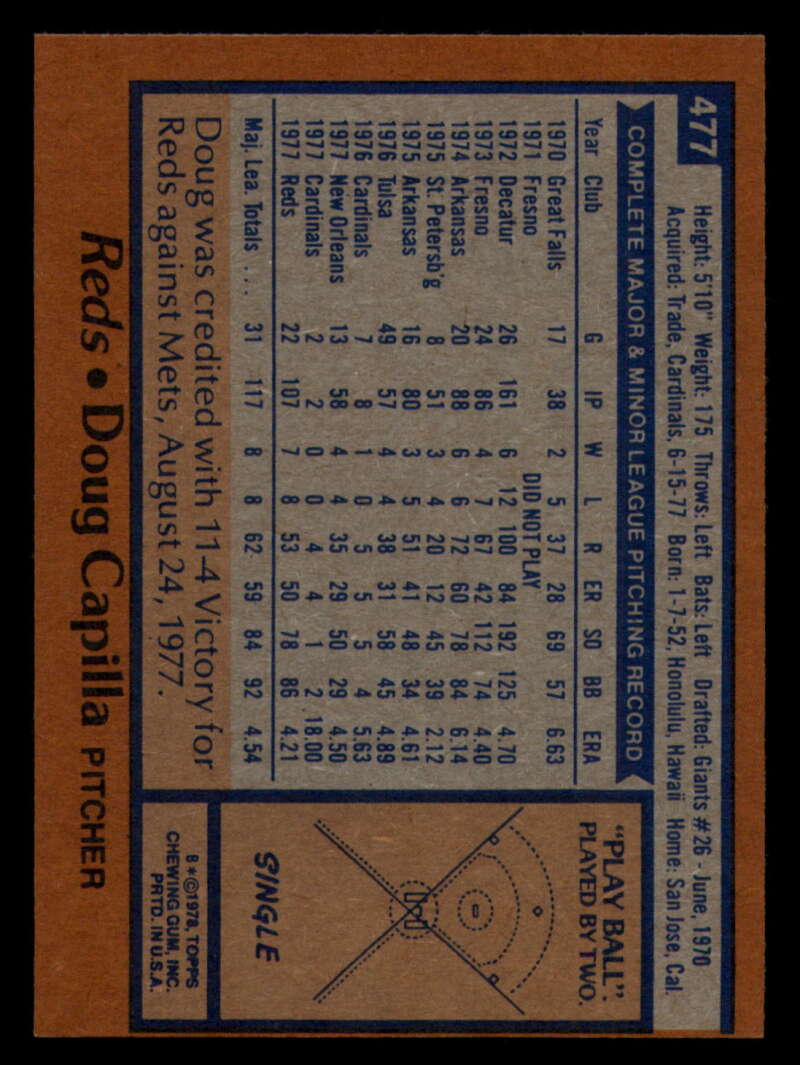 477
Height: 5'10" Weight: 175 Throws: Left Bats: Left Drafted: Giants #26 - June, 1970
Acquired: Trade, Cardinals, 6-15-77 Born: 1-7-52, Honolulu, Hawaii Home: San Jose, Cal.
COMPLETE MAJOR & MINOR LEAGUE PITCHING RECORD
Year Club G IP W L R ER SO BB ERA
1970 Great Falls 17 38 2 5 37 28 69 57 6.63
1971 Fresno DID NOT PLAY
1972 Decatur 26 161 6 12 100 84 192 125 4.70
1973 Fresno 24 86 4 7 67 42 112 74 4.40
1974 Arkansas 20 88 6 6 72 60 78 84 6.14
1975 St. Petersb'g 8 51 3 4 20 12 45 39 2.12
1975 Arkansas 16 80 3 5 51 41 48 34 4.61
1976 Tulsa 49 57 4 4 38 31 58 45 4.89
1976 Cardinals 7 8 1 0 5 5 5 4 5.63
1977 New Orleans 13 58 4 4 35 29 50 29 4.50
1977 Cardinals 2 2 0 0 4 4 1 2 18.00
1977 Reds 22 107 7 8 53 50 78 86 4.21
Maj. Lea. Totals . . . 31 117 8 8 62 59 84 92 4.54
Doug was credited with 11-4 Victory for
Reds against Mets, August 24, 1977.
"PLAY BALL":
PLAYED BY TWO.
SINGLE
B*©1978, TOPPS
CHEWING GUM, INC.
PRTD. IN U.S.A.
Reds • Doug Capilla PITCHER